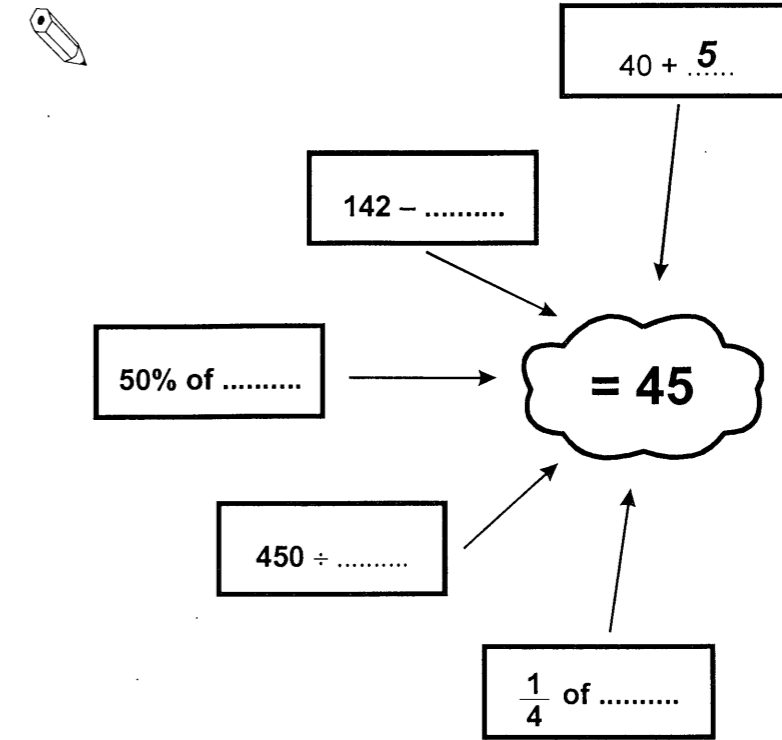 40 + ..5....
142 – ..........
50% of ..........
= 45
450 ÷ ..........
1/4 of ..........